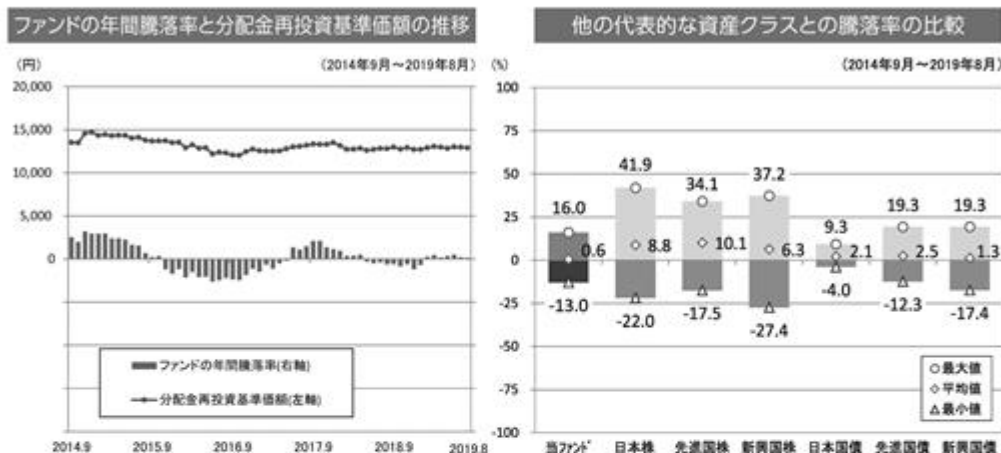 ファンドの年間騰落率と分配金再投資基準価額の推移
(円)
(2014年9月~2019年8月)
20,000
15,000
10,000
5,000
0
ファンドの年間騰落率(右軸)
分配金再投資基準価額(左軸)
2014.9 2015.9 2016.9 2017.9 2018.9 2019.8
他の代表的な資産クラスとの騰落率の比較
(%)
(2014年9月~2019年8月)
100
75
50
25
0
-25
-50
-75
-100
16.0 41.9 34.1 37.2 9.3 19.3 19.3
0.6 8.8 10.1 6.3 2.1 2.5 1.3
-13.0 -22.0 -17.5 -27.4 -4.0 -12.3 -17.4
最大値
平均値
最小値
当ファンド 日本株 先進国株 新興国株 日本国債 先進国債 新興国債